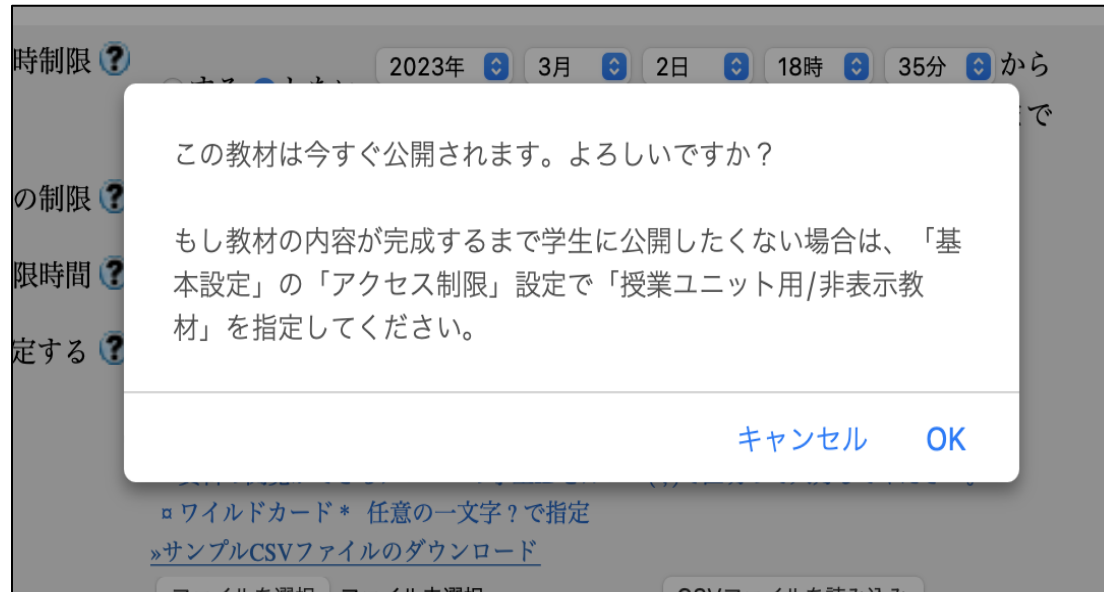 時制限 ?
2023年 3月 2日 18時 35分 から
で
この教材は今すぐ公開されます。よろしいですか？
の制限 ?
もし教材の内容が完成するまで学生に公開したくない場合は、「基
本設定」の「アクセス制限」設定で「授業ユニット用/非表示教
材」を指定してください。
限時間 ?
定する ?
キャンセル OK
¤ ワイルドカード * 任意の一文字 ? で指定
»サンプルCSVファイルのダウンロード